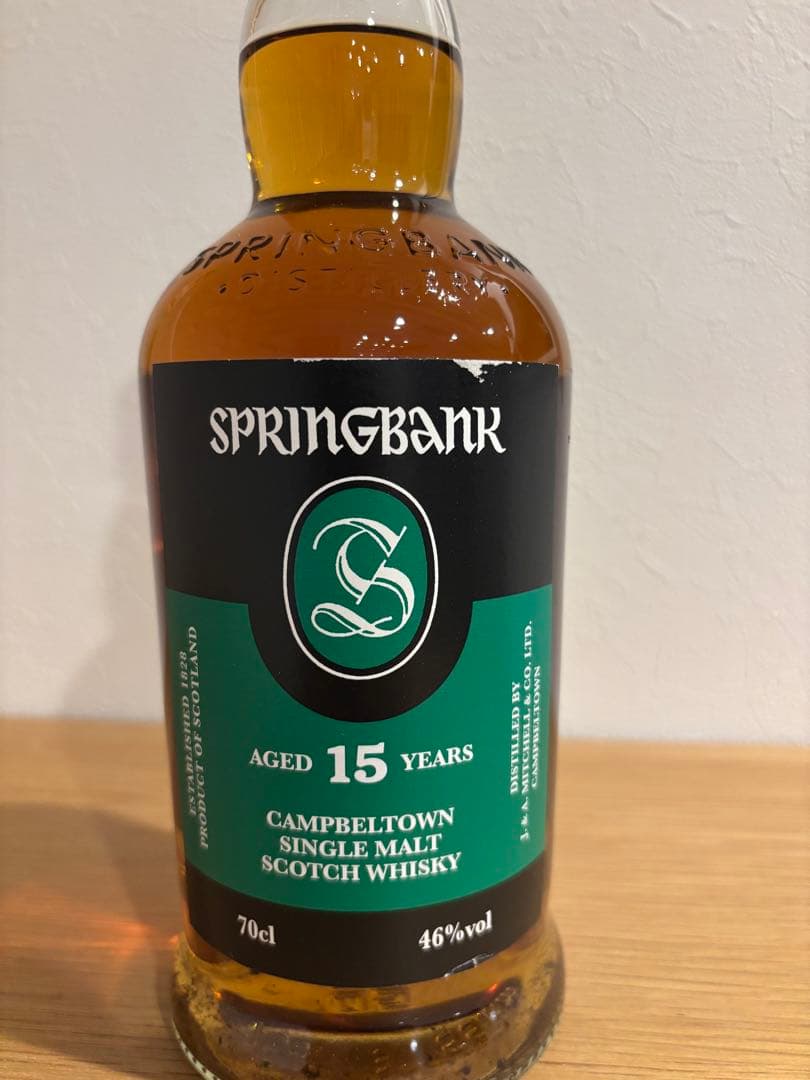 SPRINGBANK
• DISTILLERY •
SPRINGBANK
S
ESTABLISHED 1828
PRODUCT OF SCOTLAND
AGED 15 YEARS
CAMPBELTOWN
SINGLE MALT
SCOTCH WHISKY
DISTILLED BY
J. & A. MITCHELL & CO. LTD.
CAMPBELTOWN
70cl
46%vol